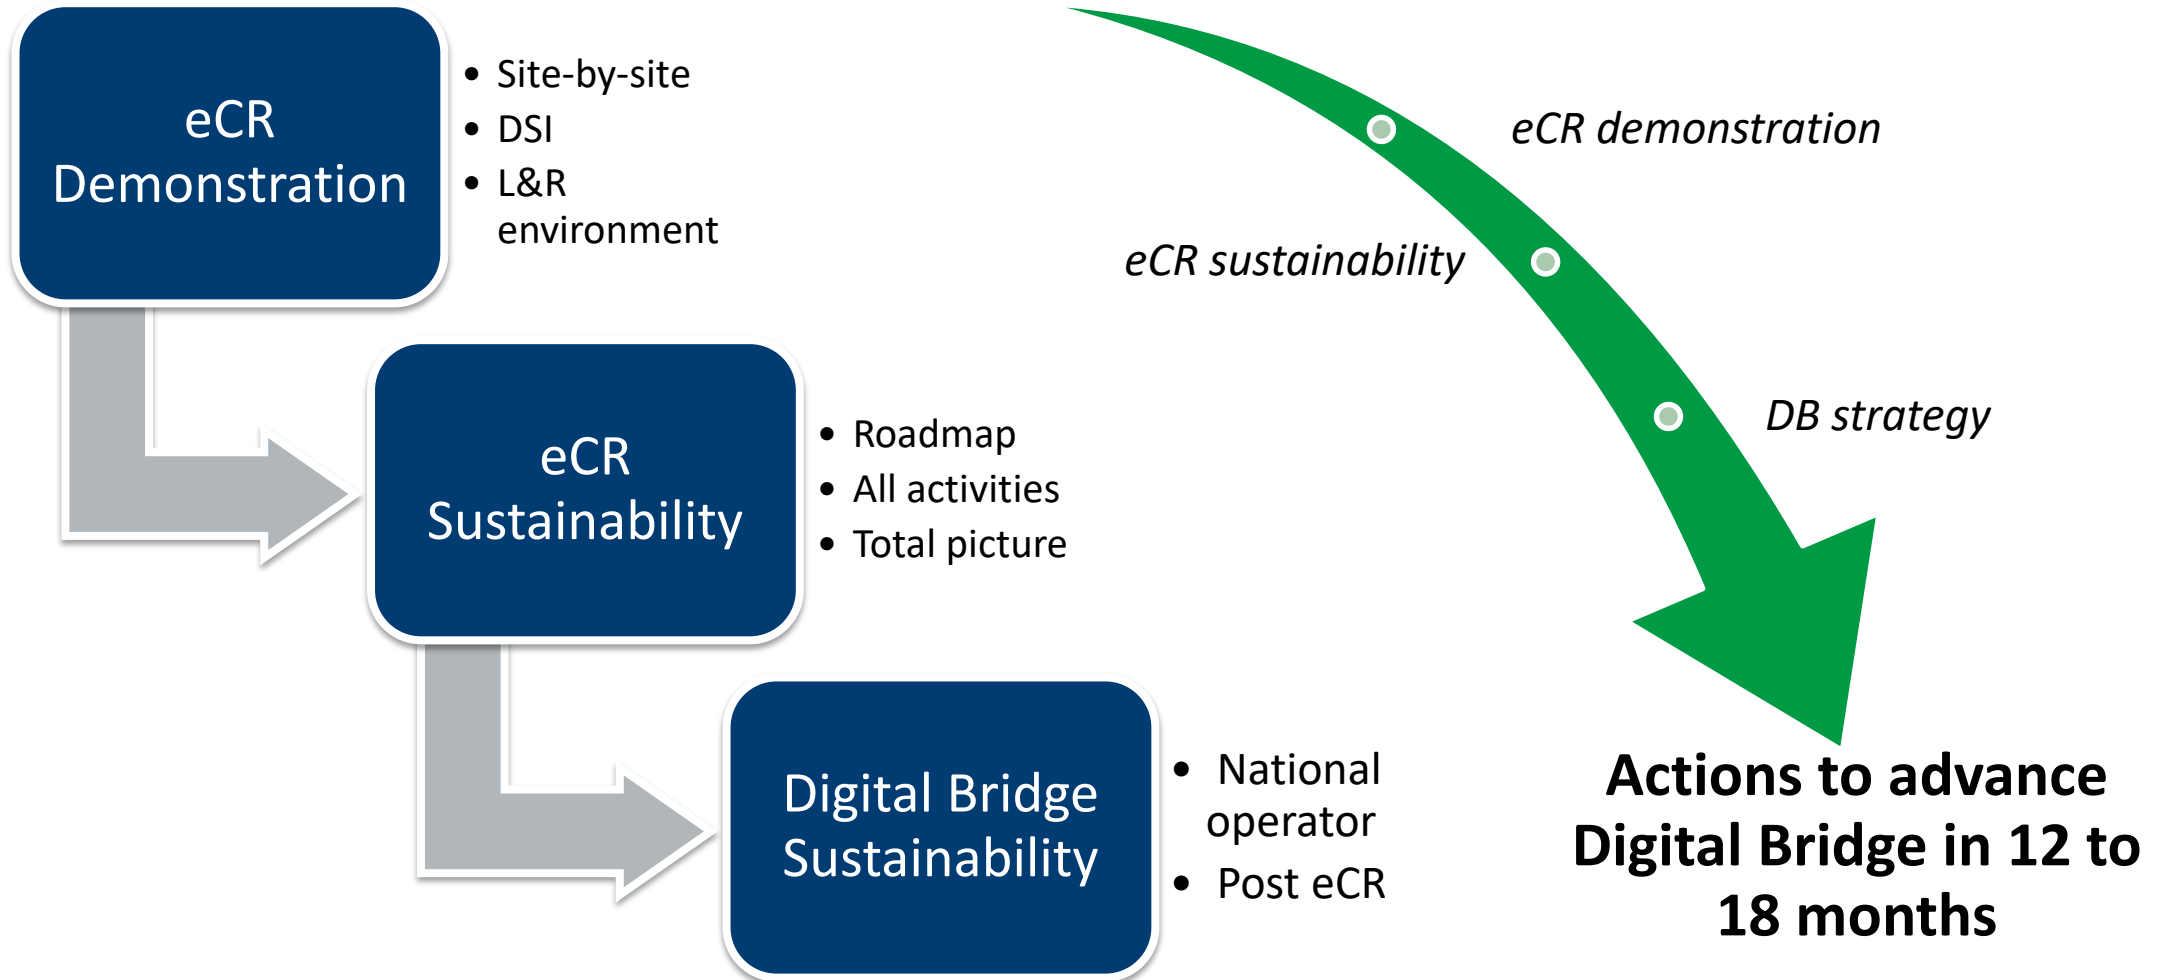 eCR
Demonstration
• Site-by-site
• DSI
• L&R
environment
eCR
Sustainability
• Roadmap
• All activities
• Total picture
Digital Bridge
Sustainability
• National
operator
• Post eCR
eCR demonstration
eCR sustainability
DB strategy
Actions to advance
Digital Bridge in 12 to
18 months